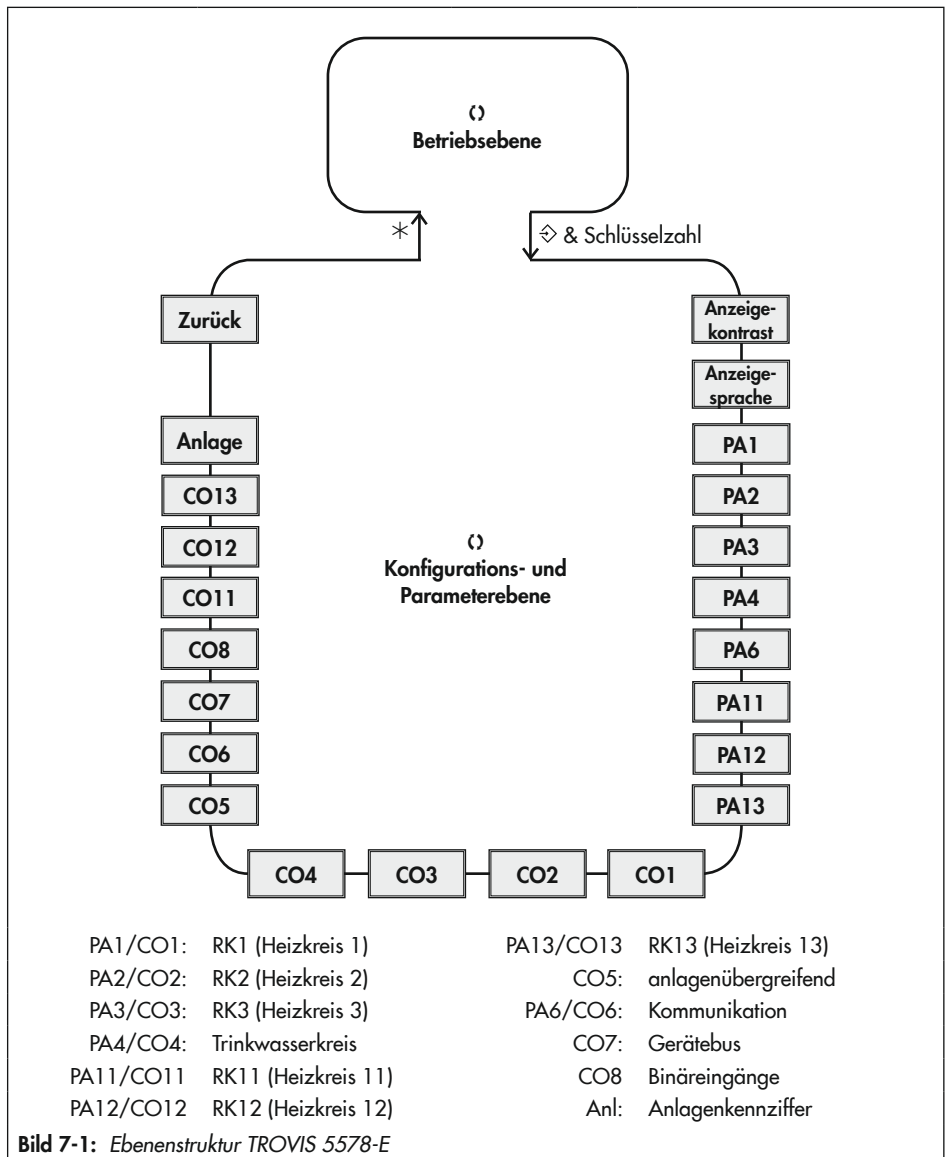 Betriebsebene
* & Schlüsselzahl
Zurück
Anlage
CO13
CO12
CO11
CO8
CO7
CO6
CO5
Konfigurations- und
Parameterebene
Anzeige-
kontrast
Anzeige-
sprache
PA1
PA2
PA3
PA4
PA6
PA11
PA12
PA13
CO4 CO3 CO2 CO1
PA1/CO1: RK1 (Heizkreis 1)
PA2/CO2: RK2 (Heizkreis 2)
PA3/CO3: RK3 (Heizkreis 3)
PA4/CO4: Trinkwasserkreis
PA11/CO11 RK11 (Heizkreis 11)
PA12/CO12 RK12 (Heizkreis 12)
PA13/CO13 RK13 (Heizkreis 13)
CO5: anlagenübergreifend
PA6/CO6: Kommunikation
CO7: Gerätebus
CO8 Binäreingänge
Anl: Anlagenkennziffer
Bild 7-1: Ebenenstruktur TROVIS 5578-E